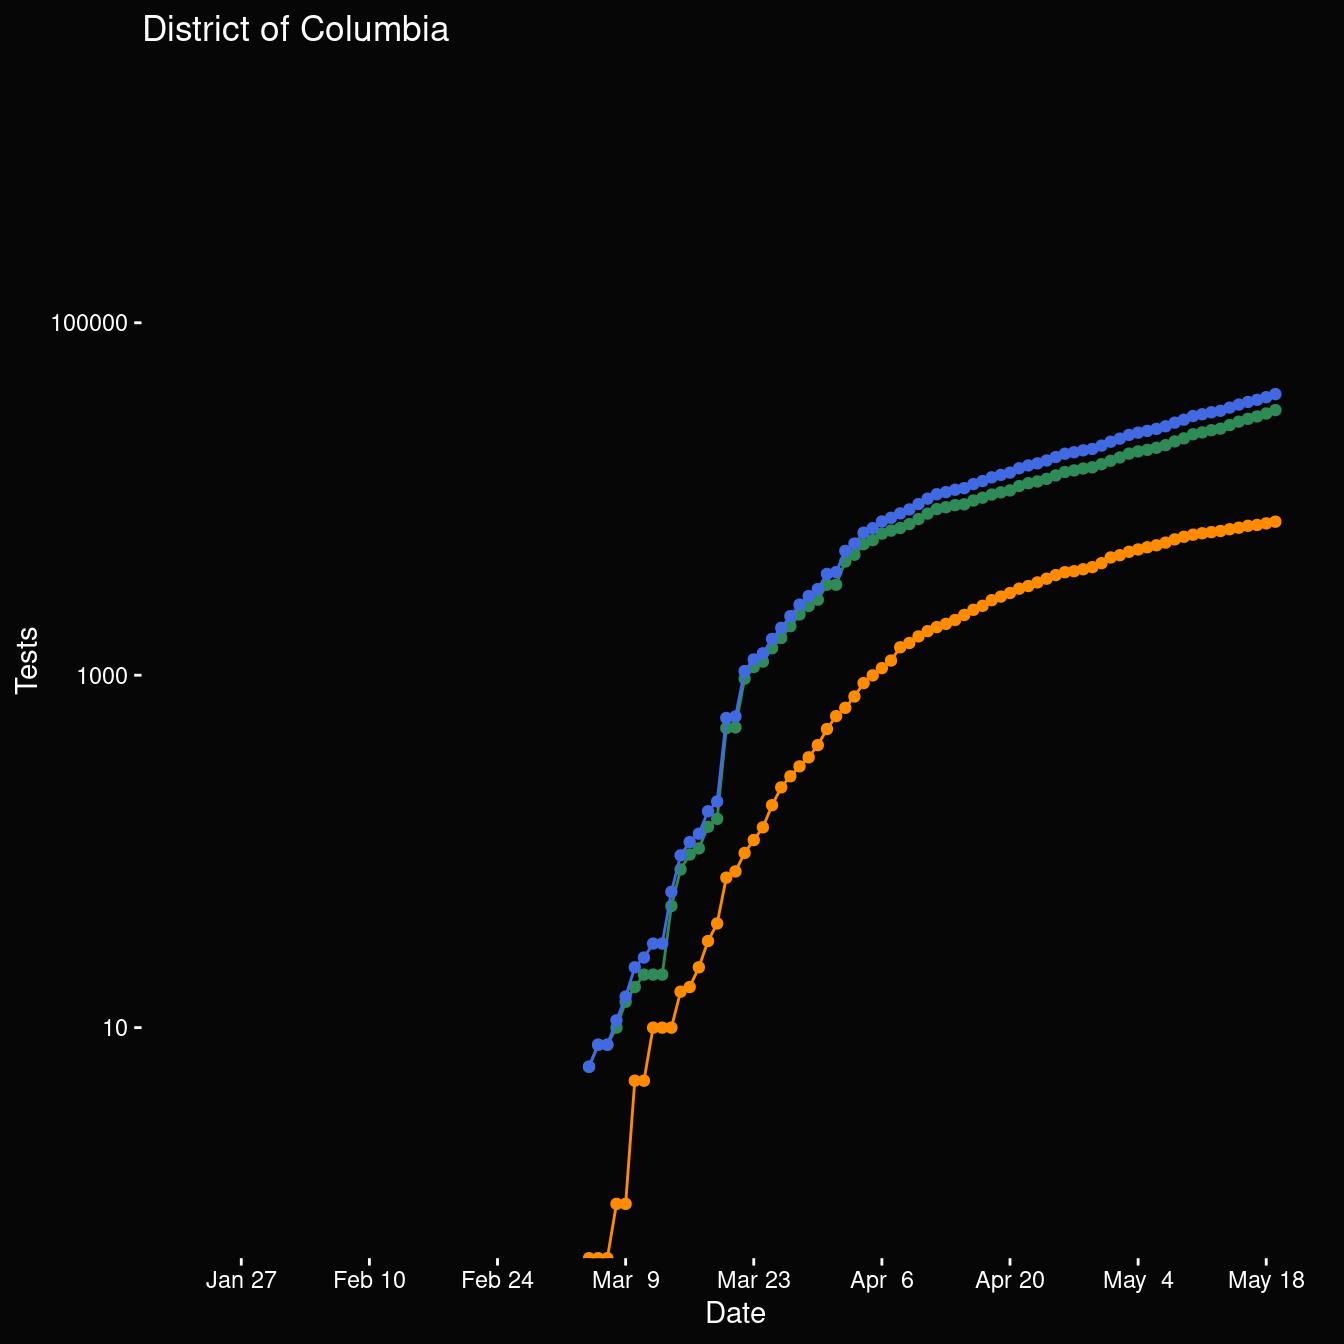 District of Columbia
100000
1000
10
Tests
Jan 27
Feb 10
Feb 24
Mar  9
Mar 23
Apr  6
Apr 20
May  4
May 18
Date